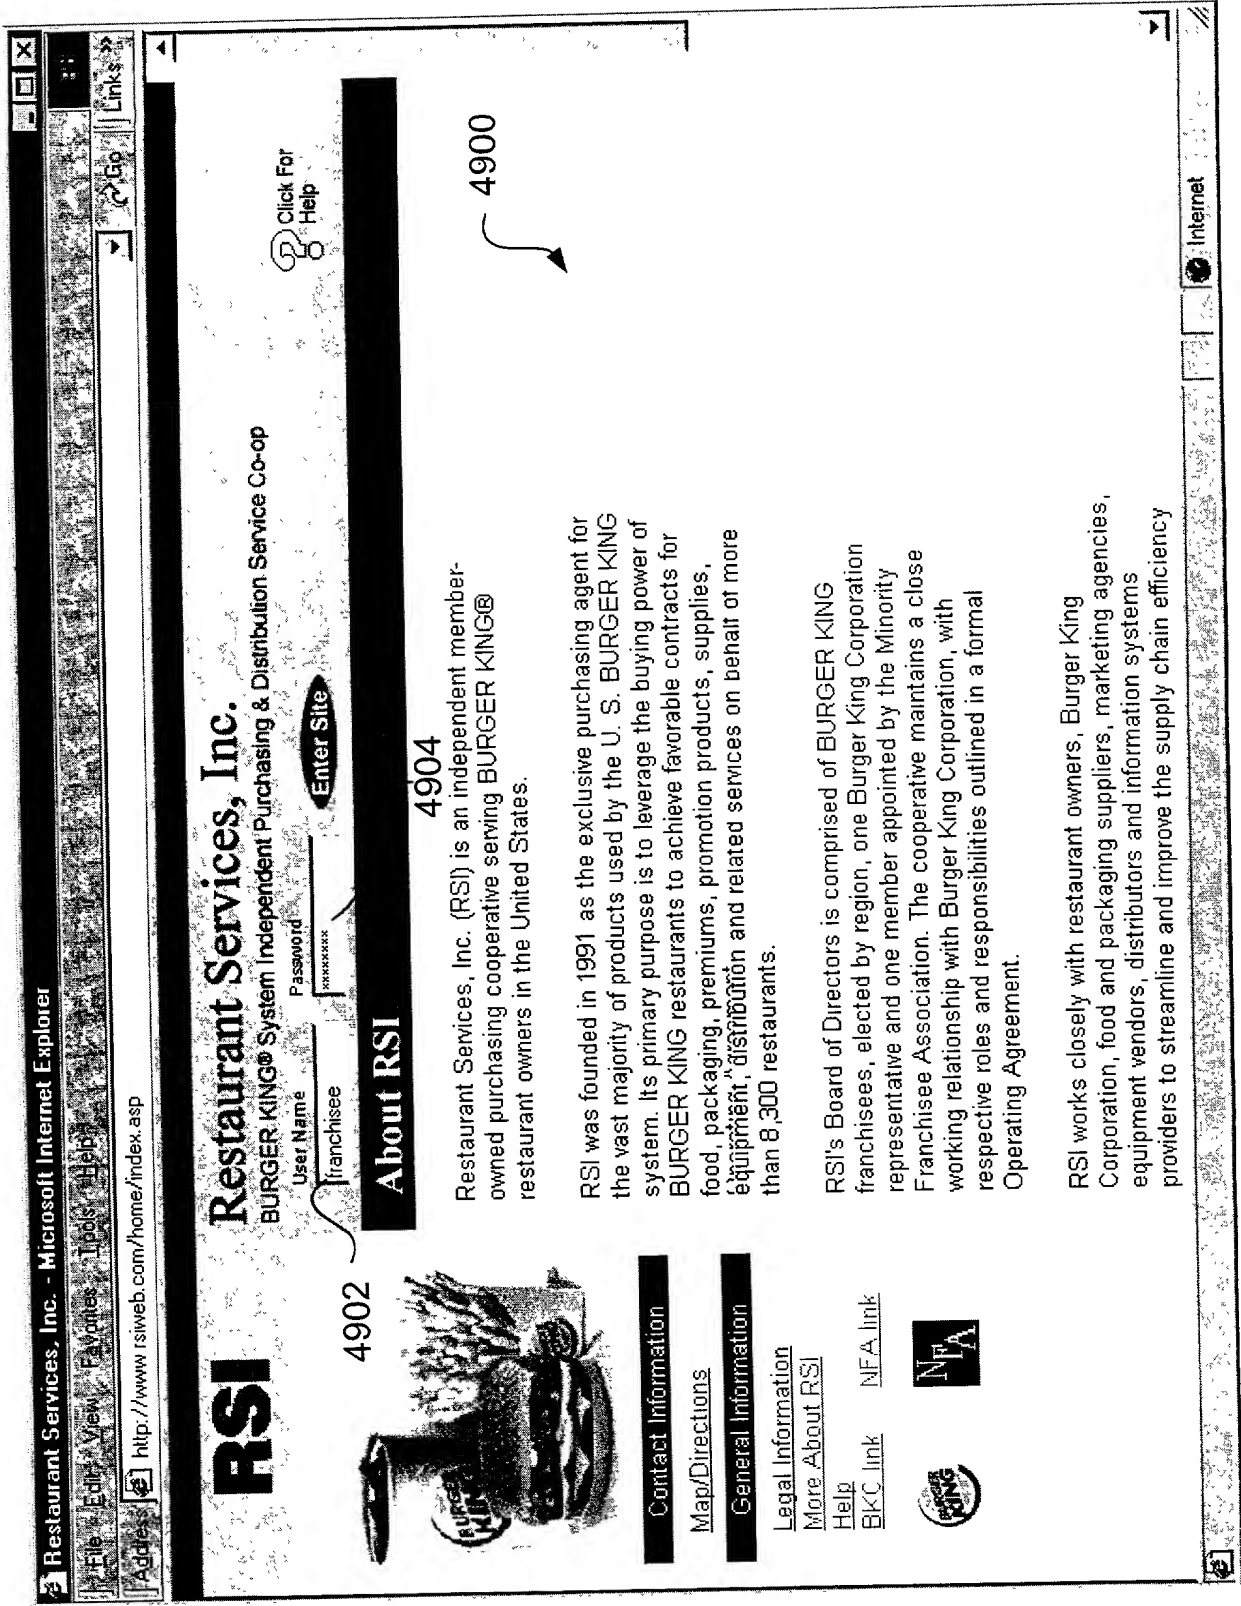 Restaurant Services, Inc. - Microsoft Internet Explorer
File Edit View Favorites Tools Help
Address http://www.rsiweb.com/home/index.asp Go Links »
RSI
Restaurant Services, Inc.
BURGER KING® System Independent Purchasing & Distribution Service Co-op
User Name Password
franchisee xxxxxxxx Enter Site
Click For
Help
4902
4904
4900
About RSI
BURGER KING
Contact Information
Map/Directions
General Information
Legal Information
More About RSI
Help
BKC link NFA link
BURGER KING
NFA
Restaurant Services, Inc. (RSI) is an independent member-
owned purchasing cooperative serving BURGER KING®
restaurant owners in the United States.
RSI was founded in 1991 as the exclusive purchasing agent for
the vast majority of products used by the U. S. BURGER KING
system. Its primary purpose is to leverage the buying power of
BURGER KING restaurants to achieve favorable contracts for
food, packaging, premiums, promotion products, supplies,
equipment, distribution and related services on behalf of more
than 8,300 restaurants.
RSI's Board of Directors is comprised of BURGER KING
franchisees, elected by region, one Burger King Corporation
representative and one member appointed by the Minority
Franchisee Association. The cooperative maintains a close
working relationship with Burger King Corporation, with
respective roles and responsibilities outlined in a formal
Operating Agreement.
RSI works closely with restaurant owners, Burger King
Corporation, food and packaging suppliers, marketing agencies,
equipment vendors, distributors and information systems
providers to streamline and improve the supply chain efficiency
Internet